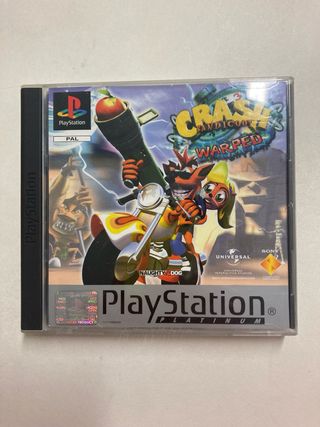 PlayStation
PAL
CRASH
BANDICOOT
WARPED
PlayStation
UNIVERSAL
SONY
NAUGHTY DOG
PlayStation®
PLATINUM